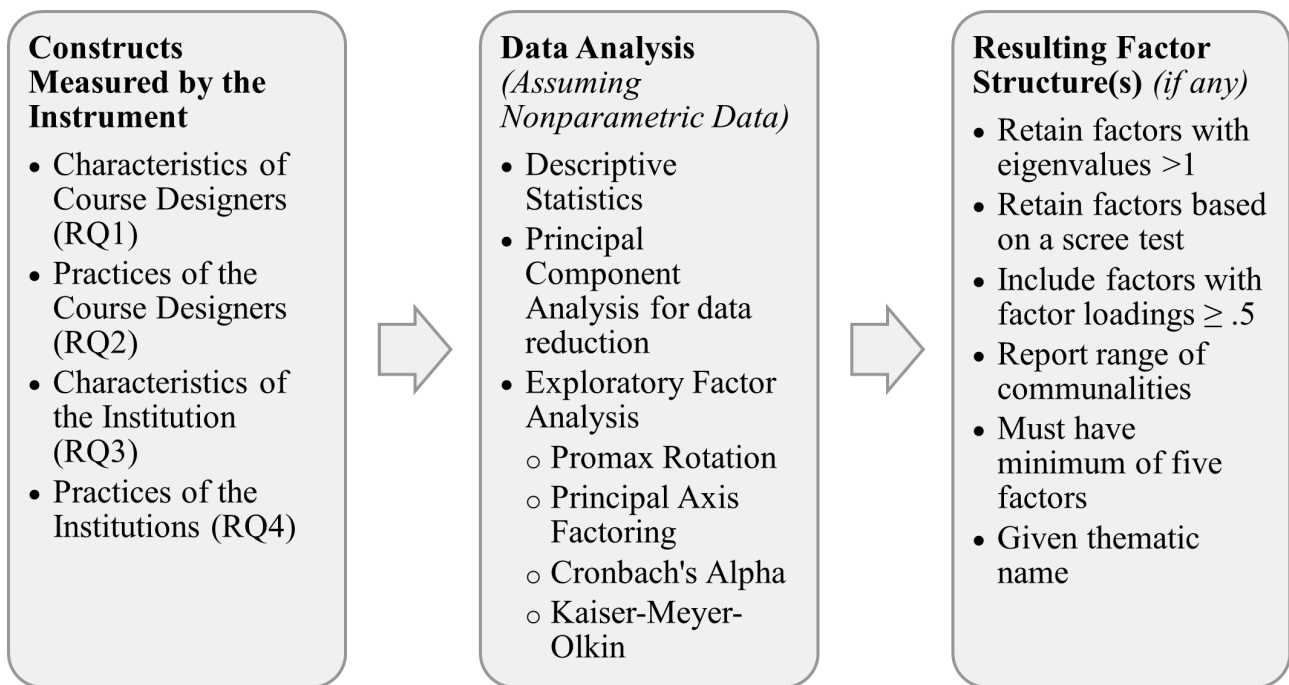 Constructs
Measured by the
Instrument
• Characteristics of
Course Designers
(RQ1)
• Practices of the
Course Designers
(RQ2)
• Characteristics of
the Institution
(RQ3)
• Practices of the
Institutions (RQ4)
Data Analysis
(Assuming
Nonparametric Data)
• Descriptive
Statistics
• Principal
Component
Analysis for data
reduction
• Exploratory Factor
Analysis
○ Promax Rotation
○ Principal Axis
Factoring
○ Cronbach's Alpha
○ Kaiser-Meyer-
Olkin
Resulting Factor
Structure(s) (if any)
• Retain factors with
eigenvalues >1
• Retain factors based
on a scree test
• Include factors with
factor loadings ≥ .5
• Report range of
communalities
• Must have
minimum of five
factors
• Given thematic
name